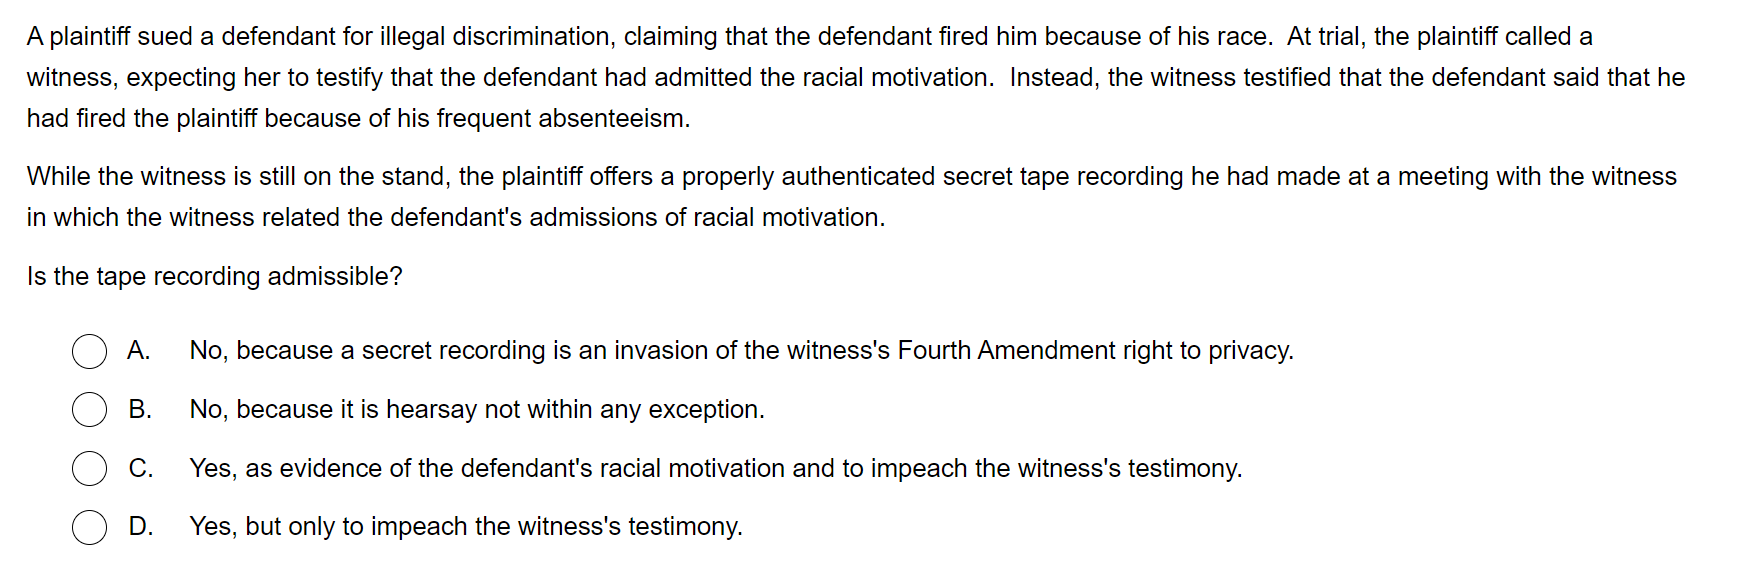 A plaintiff sued a defendant for illegal discrimination, claiming that the defendant fired him because of his race.  At trial, the plaintiff called a
witness, expecting her to testify that the defendant had admitted the racial motivation.  Instead, the witness testified that the defendant said that he
had fired the plaintiff because of his frequent absenteeism.
While the witness is still on the stand, the plaintiff offers a properly authenticated secret tape recording he had made at a meeting with the witness
in which the witness related the defendant's admissions of racial motivation.
Is the tape recording admissible?
A. No, because a secret recording is an invasion of the witness's Fourth Amendment right to privacy.
B. No, because it is hearsay not within any exception.
C. Yes, as evidence of the defendant's racial motivation and to impeach the witness's testimony.
D. Yes, but only to impeach the witness's testimony.